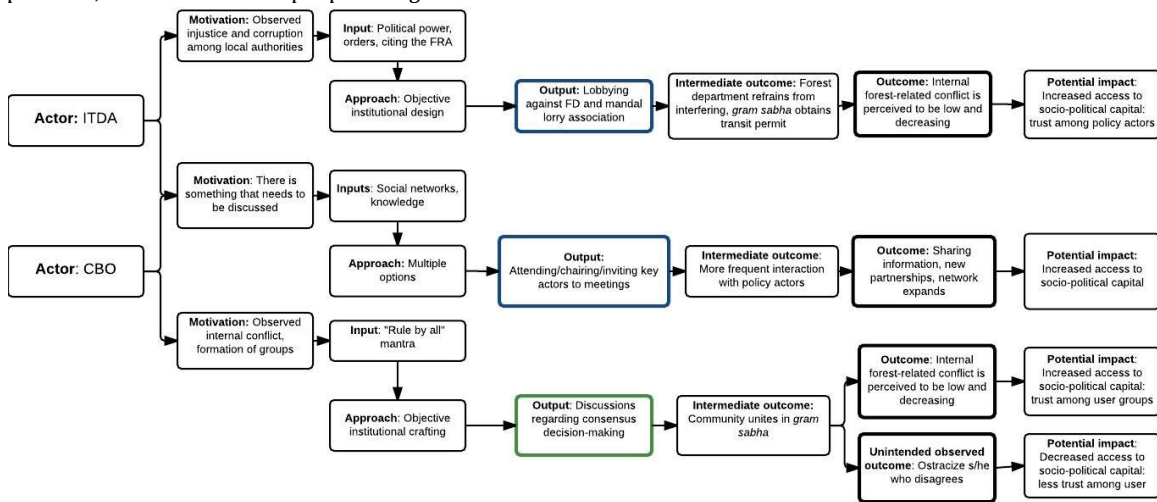 Motivation: Observed
injustice and corruption
among local authorities
Input: Political power,
orders, citing the FRA
Approach: Objective
institutional design
Output: Lobbying
against FD and mandal
lorry association
Intermediate outcome: Forest
department refrains from
interfering, gram sabha obtains
transit permit
Outcome: Internal
forest-related conflict is
perceived to be low and
decreasing
Potential impact:
Increased access to
socio-political capital:
trust among policy actors
Actor: ITDA
Motivation: There is
something that needs to
be discussed
Inputs: Social networks,
knowledge
Approach: Multiple
options
Output:
Attending/chairing/inviting key
actors to meetings
Intermediate outcome:
More frequent interaction
with policy actors
Outcome: Sharing
information, new
partnerships, network
expands
Potential impact:
Increased access to
socio-political capital
Actor: CBO
Motivation: Observed
internal conflict,
formation of groups
Input: "Rule by all"
mantra
Approach: Objective
institutional crafting
Output: Discussions
regarding consensus
decision-making
Intermediate outcome:
Community unites in gram
sabha
Outcome: Internal
forest-related conflict is
perceived to be low and
decreasing
Potential impact:
Increased access to
socio-political capital:
trust among user groups
Unintended observed
outcome: Ostracize s/he
who disagrees
Potential impact:
Decreased access to
socio-political capital:
less trust among user